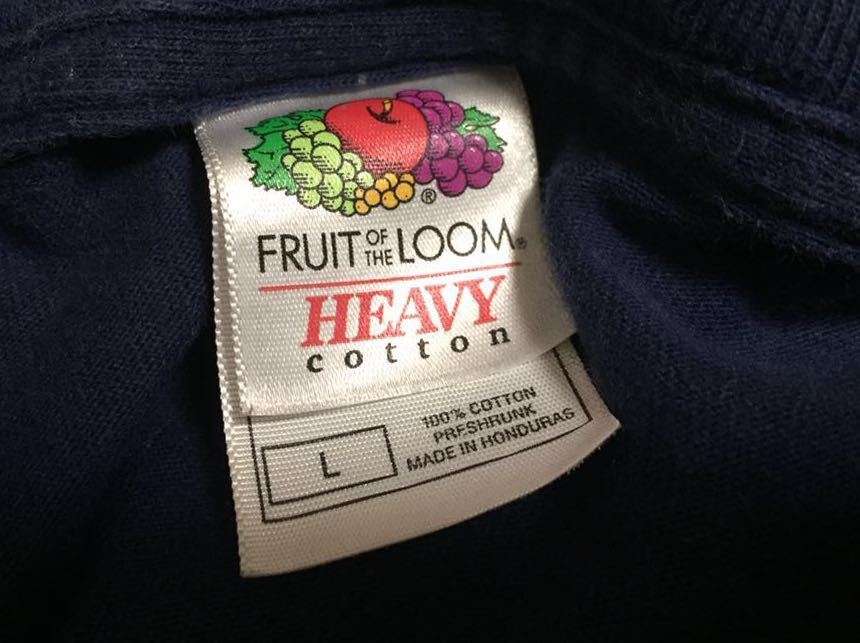 ®
FRUIT OF THE LOOM®
HEAVY
cotton
L
100% COTTON
PRESHRUNK
MADE IN HONDURAS